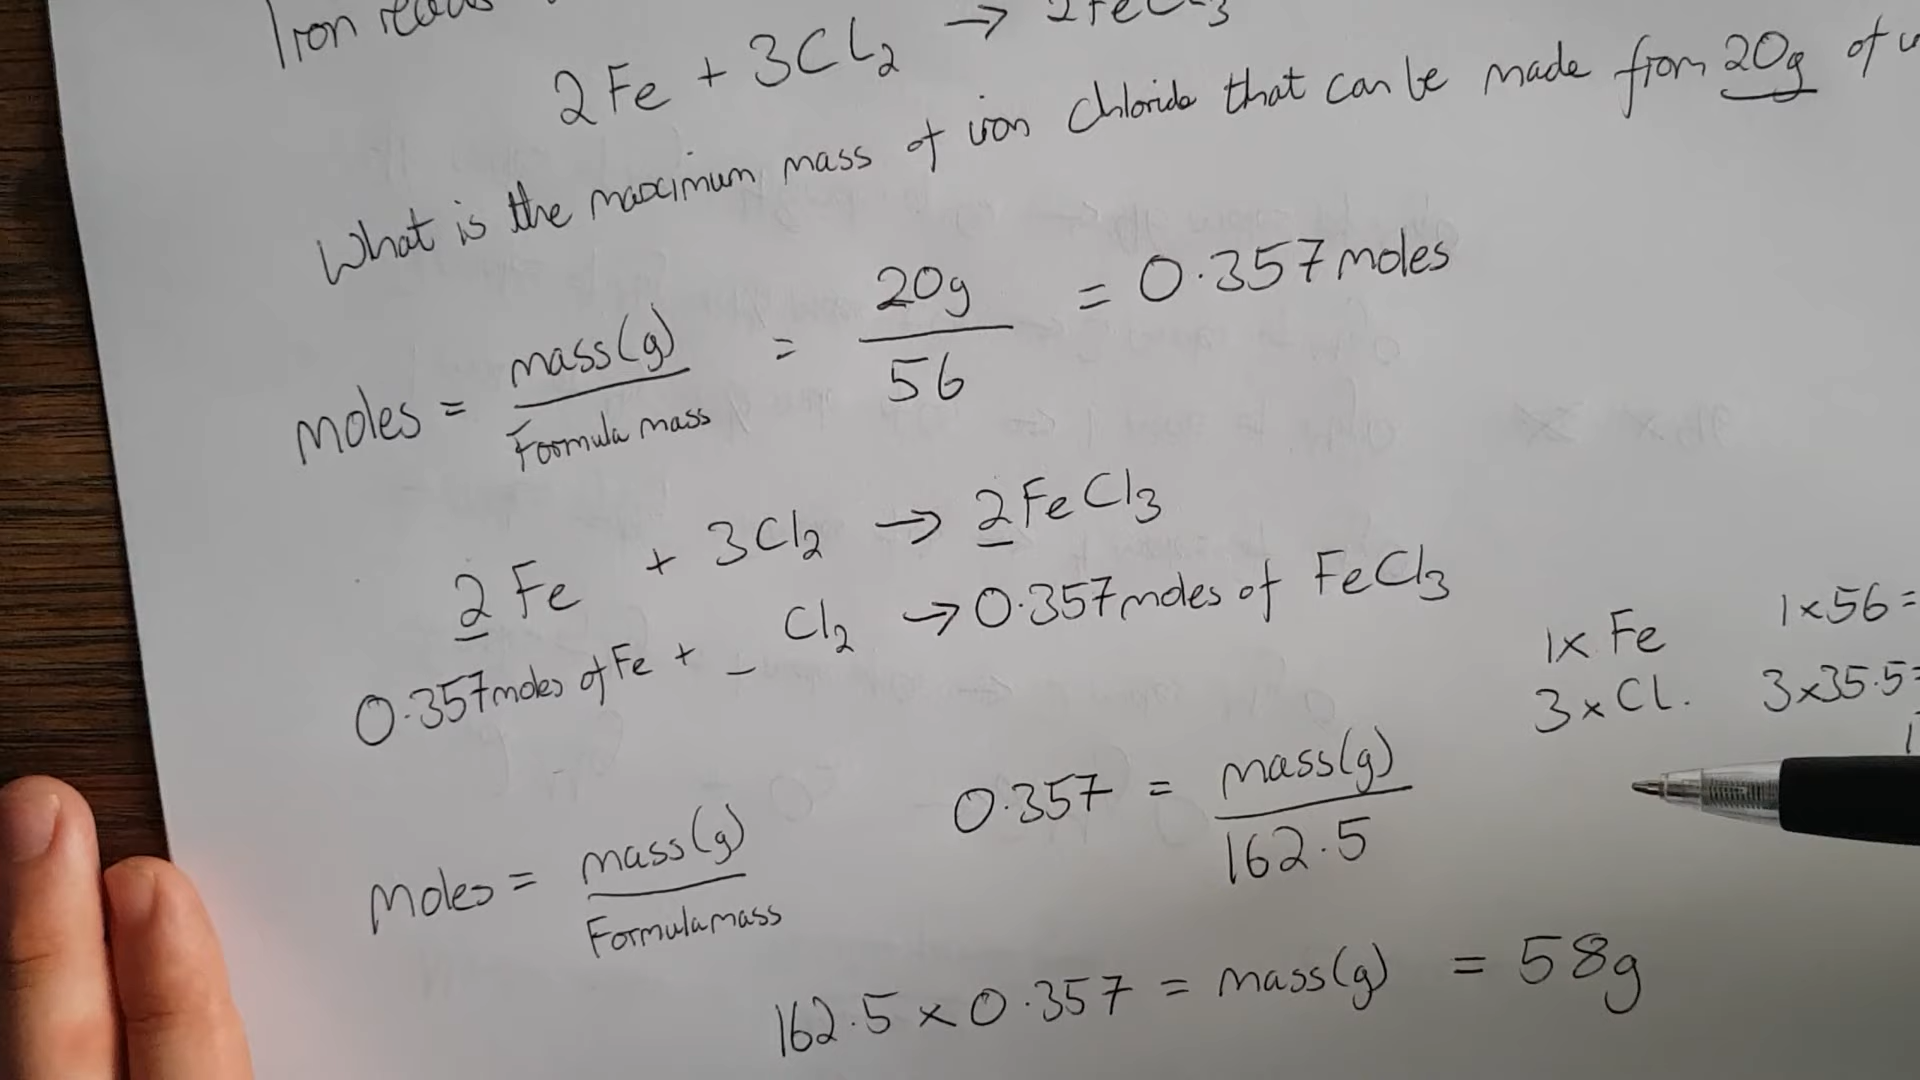 Iron
2Fe + 3Cl2 → 2FeCl3
What is the maximum mass of iron chloride that can be made from 20g of
moles = mass(g) / Formula mass = 20g / 56 = 0.357 moles
2Fe + 3Cl2 → 2FeCl3
0.357 moles of Fe + _ Cl2 → 0.357 moles of FeCl3
1x Fe 1x56=
3xCl. 3x35.5=
Moles = mass(g) / Formula mass 0.357 = mass(g) / 162.5
162.5 x 0.357 = mass(g) = 58g